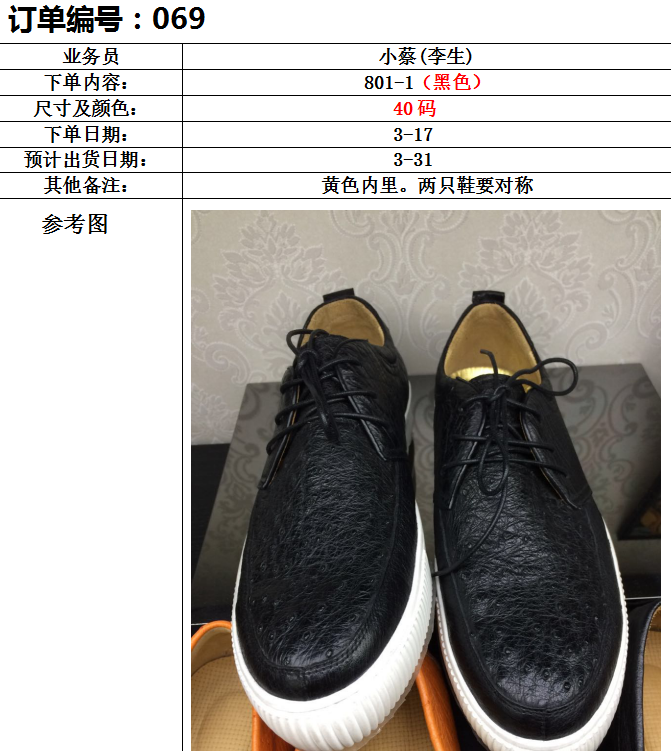 订单编号：069
业务员 小蔡(李生)
下单内容： 801-1（黑色）
尺寸及颜色： 40码
下单日期： 3-17
预计出货日期： 3-31
其他备注： 黄色内里。两只鞋要对称
参考图